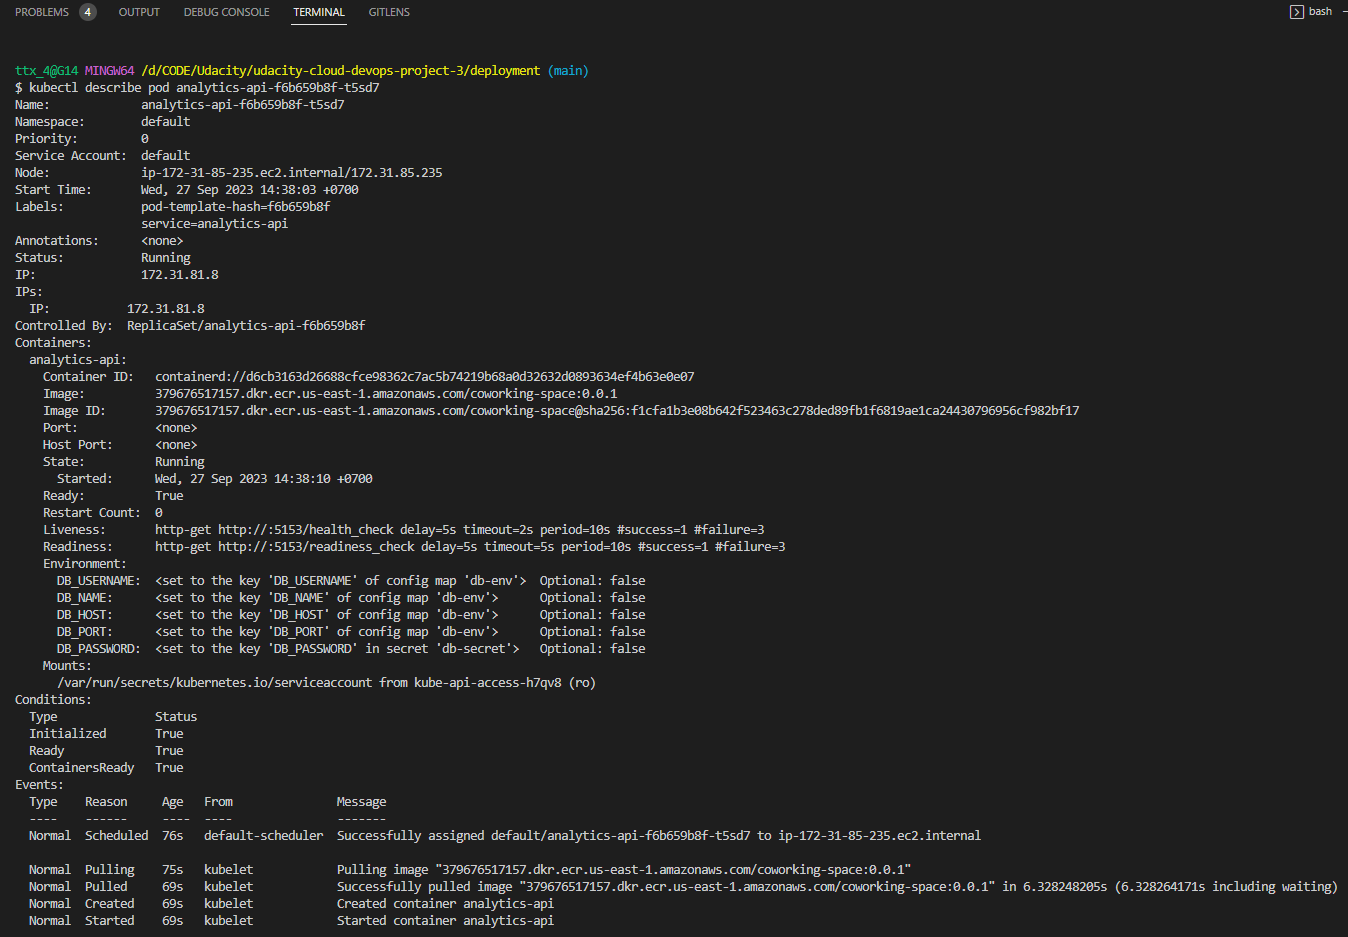 PROBLEMS 4 OUTPUT DEBUG CONSOLE TERMINAL GITLENS bash
ttx_4@G14 MINGW64 /d/CODE/Udacity/udacity-cloud-devops-project-3/deployment (main)
$ kubectl describe pod analytics-api-f6b659b8f-t5sd7
Name:             analytics-api-f6b659b8f-t5sd7
Namespace:        default
Priority:         0
Service Account:  default
Node:             ip-172-31-85-235.ec2.internal/172.31.85.235
Start Time:       Wed, 27 Sep 2023 14:38:03 +0700
Labels:           pod-template-hash=f6b659b8f
                  service=analytics-api
Annotations:      <none>
Status:           Running
IP:               172.31.81.8
IPs:
  IP:           172.31.81.8
Controlled By:  ReplicaSet/analytics-api-f6b659b8f
Containers:
  analytics-api:
    Container ID:   containerd://d6cb3163d26688cfce98362c7ac5b74219b68a0d32632d0893634ef4b63e0e07
    Image:          379676517157.dkr.ecr.us-east-1.amazonaws.com/coworking-space:0.0.1
    Image ID:       379676517157.dkr.ecr.us-east-1.amazonaws.com/coworking-space@sha256:f1cfa1b3e08b642f523463c278ded89fb1f6819ae1ca24430796956cf982bf17
    Port:           <none>
    Host Port:      <none>
    State:          Running
      Started:      Wed, 27 Sep 2023 14:38:10 +0700
    Ready:          True
    Restart Count:  0
    Liveness:       http-get http://:5153/health_check delay=5s timeout=2s period=10s #success=1 #failure=3
    Readiness:      http-get http://:5153/readiness_check delay=5s timeout=5s period=10s #success=1 #failure=3
    Environment:
      DB_USERNAME:  <set to the key 'DB_USERNAME' of config map 'db-env'>  Optional: false
      DB_NAME:      <set to the key 'DB_NAME' of config map 'db-env'>      Optional: false
      DB_HOST:      <set to the key 'DB_HOST' of config map 'db-env'>      Optional: false
      DB_PORT:      <set to the key 'DB_PORT' of config map 'db-env'>      Optional: false
      DB_PASSWORD:  <set to the key 'DB_PASSWORD' in secret 'db-secret'>   Optional: false
    Mounts:
      /var/run/secrets/kubernetes.io/serviceaccount from kube-api-access-h7qv8 (ro)
Conditions:
  Type              Status
  Initialized       True
  Ready             True
  ContainersReady   True
Events:
  Type    Reason     Age   From               Message
  ----    ------     ----  ----               -------
  Normal  Scheduled  76s   default-scheduler  Successfully assigned default/analytics-api-f6b659b8f-t5sd7 to ip-172-31-85-235.ec2.internal
  Normal  Pulling    75s   kubelet            Pulling image "379676517157.dkr.ecr.us-east-1.amazonaws.com/coworking-space:0.0.1"
  Normal  Pulled     69s   kubelet            Successfully pulled image "379676517157.dkr.ecr.us-east-1.amazonaws.com/coworking-space:0.0.1" in 6.328248205s (6.328264171s including waiting)
  Normal  Created    69s   kubelet            Created container analytics-api
  Normal  Started    69s   kubelet            Started container analytics-api